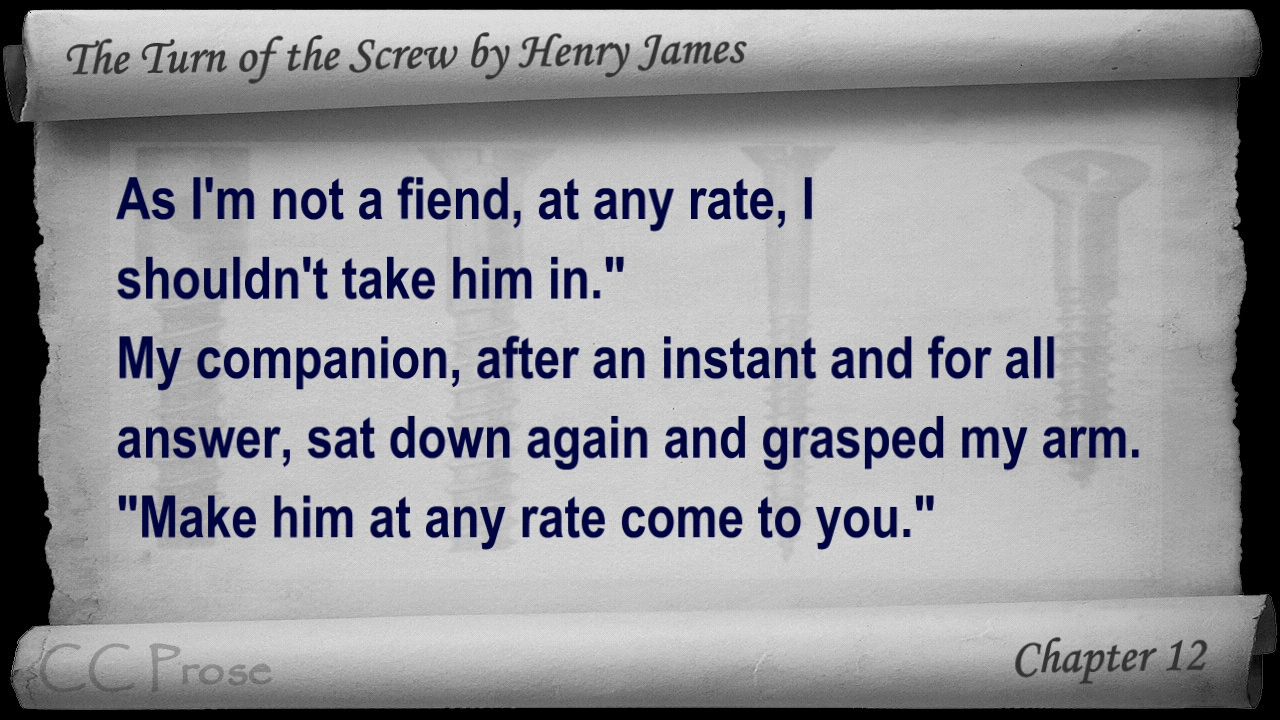 The Turn of the Screw by Henry James
As I'm not a fiend, at any rate, I
shouldn't take him in."
My companion, after an instant and for all
answer, sat down again and grasped my arm.
"Make him at any rate come to you."
CC Prose
Chapter 12